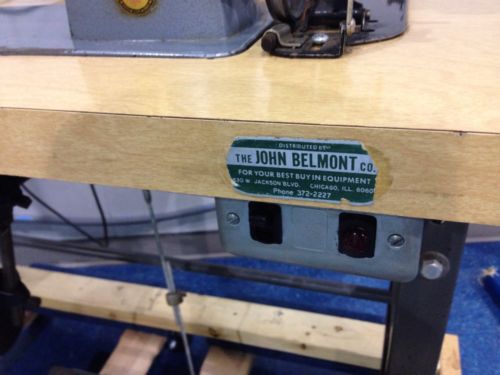 DISTRIBUTED BY
THE JOHN BELMONT CO.
FOR YOUR BEST BUY IN EQUIPMENT
W. JACKSON BLVD. CHICAGO, ILL. 6060
Phone 372-2227